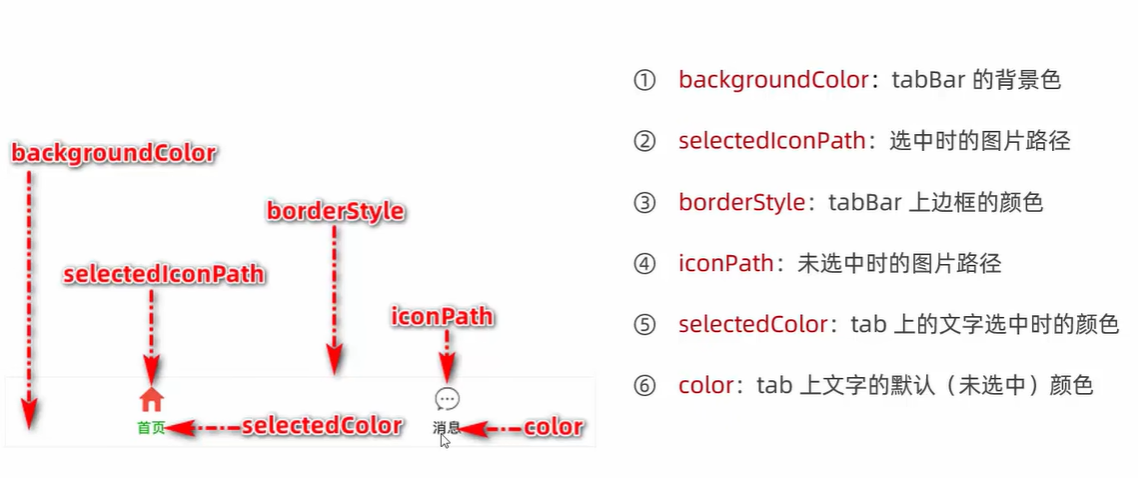 backgroundColor
borderStyle
selectedIconPath
iconPath
首页
selectedColor
消息
color
① backgroundColor：tabBar 的背景色
② selectedIconPath：选中时的图片路径
③ borderStyle：tabBar 上边框的颜色
④ iconPath：未选中时的图片路径
⑤ selectedColor：tab 上的文字选中时的颜色
⑥ color：tab 上文字的默认（未选中）颜色